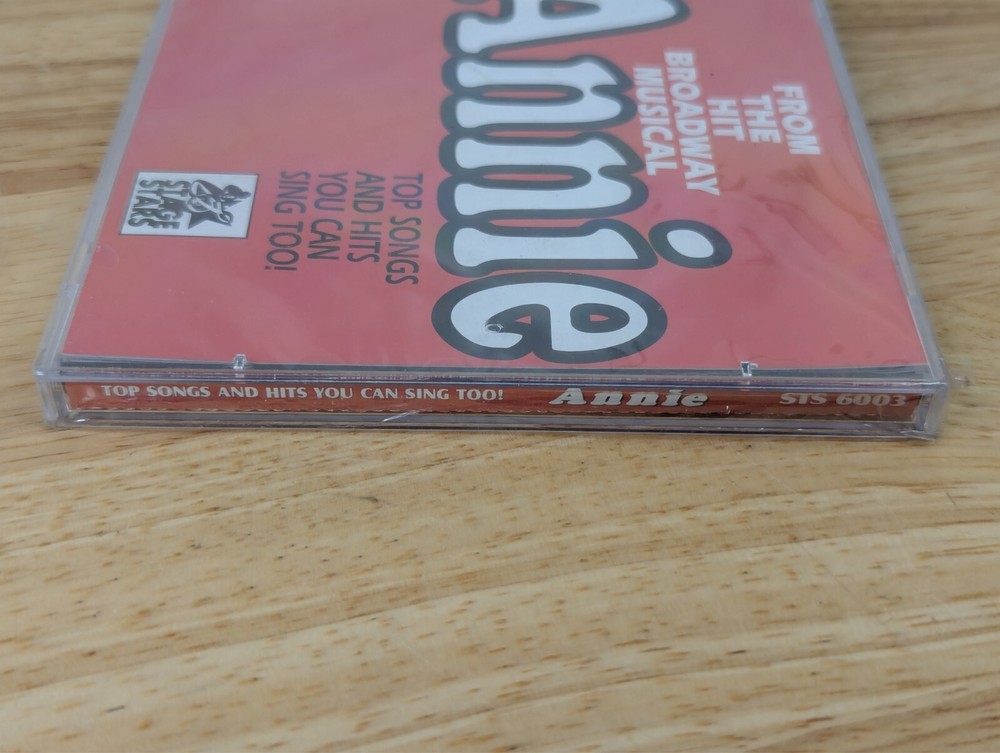 FROM
THE
HIT
BROADWAY
MUSICAL
Annie
TOP SONGS
AND HITS
YOU CAN
SING TOO!
STAGE
STARS
TOP SONGS AND HITS YOU CAN SING TOO! Annie STS 6003